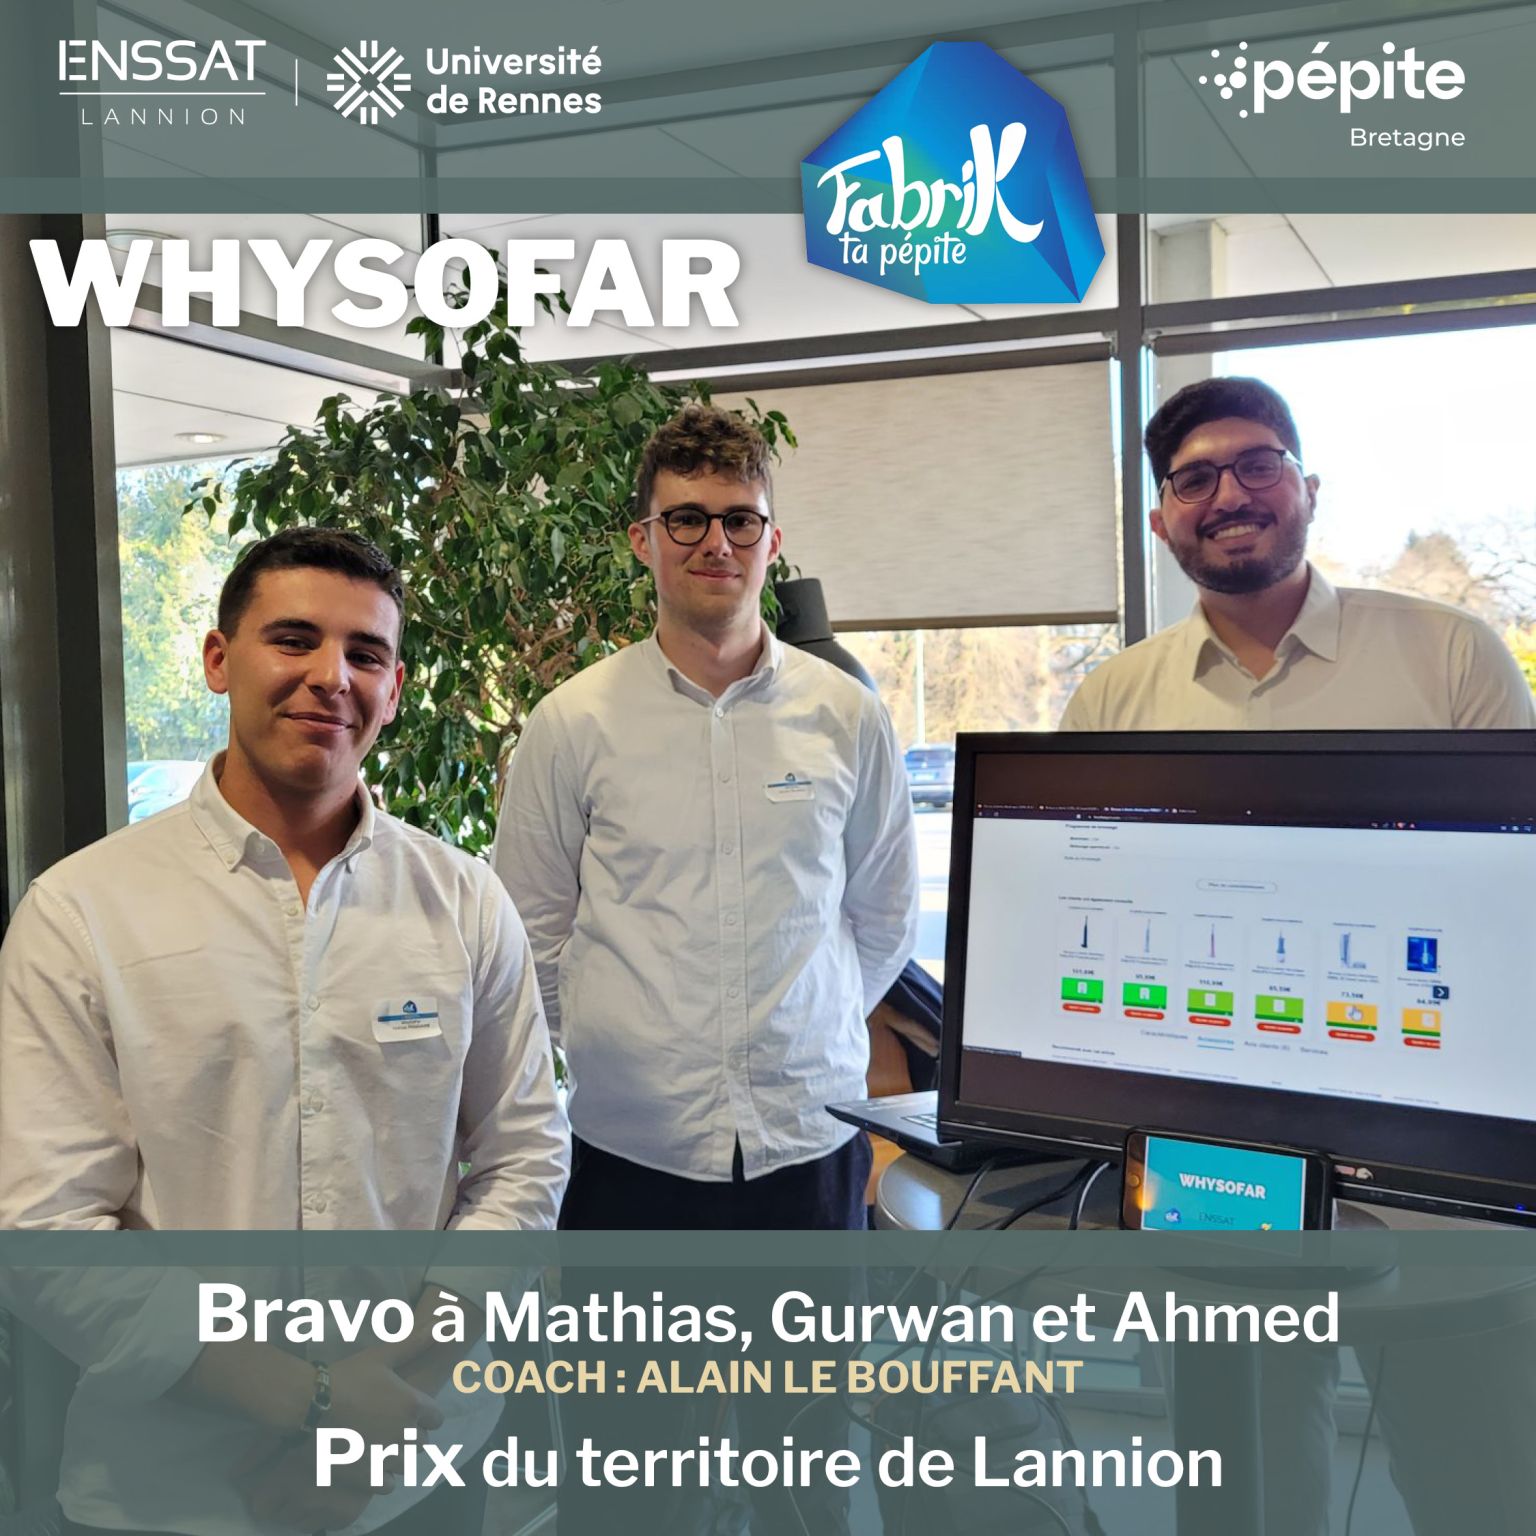 ENSSAT
LANNION
Université
de Rennes
pépite
Bretagne
FabriK
ta pépite
WHYSOFAR
WHYSOFAR
ENSSAT
Bravo à Mathias, Gurwan et Ahmed
COACH : ALAIN LE BOUFFANT
Prix du territoire de Lannion